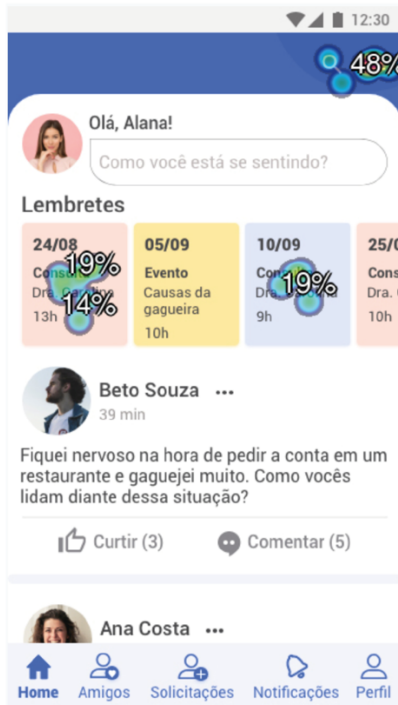 12:30
48%
Olá, Alana!
Como você está se sentindo?
Lembretes
24/08
19%
Dra.
14%
13h
05/09
Evento
Causas da
gagueira
10h
10/09
19%
Dra.
9h
Cons
Dra.
10h
Beto Souza
39 min
Fiquei nervoso na hora de pedir a conta em um
restaurante e gaguejei muito. Como vocês
lidam diante dessa situação?
Curtir (3)
Comentar (5)
Ana Costa
Home
Amigos
Solicitações
Notificações
Perfil